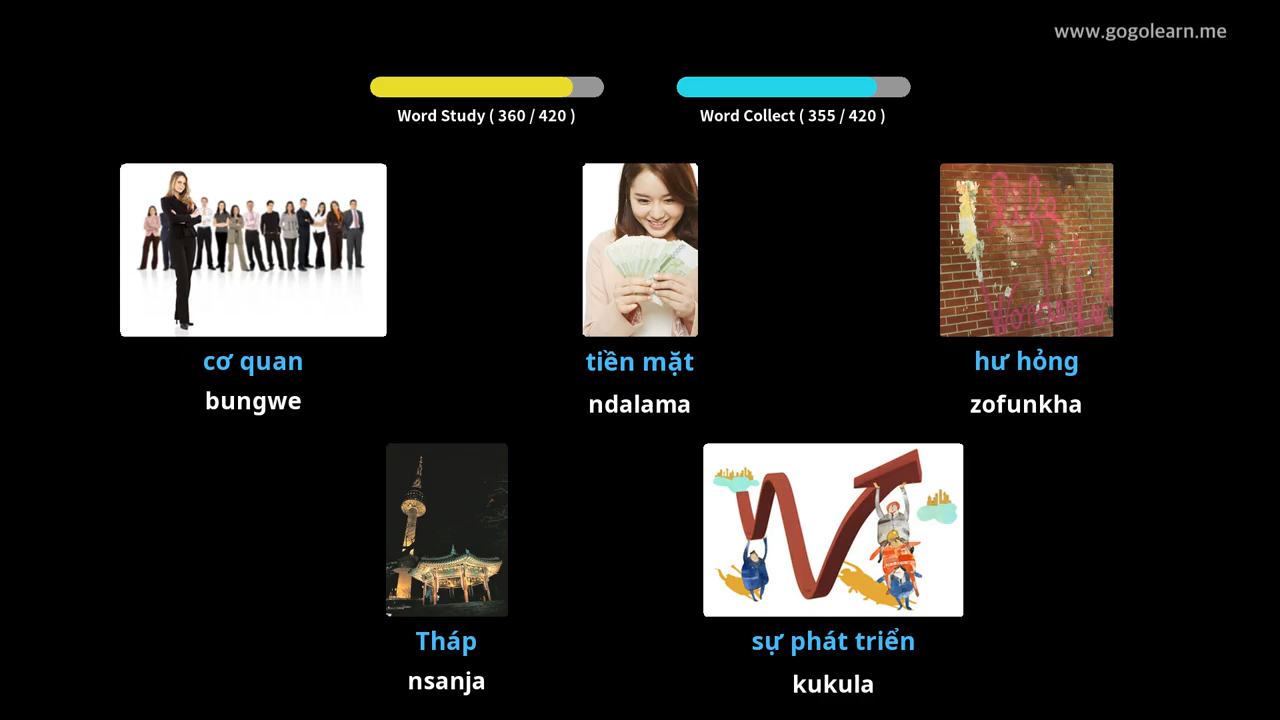 www.gogolearn.me
Word Study ( 360 / 420 )
Word Collect ( 355 / 420 )
cơ quan
bungwe
tiền mặt
ndalama
hư hỏng
zofunkha
Tháp
nsanja
sự phát triển
kukula